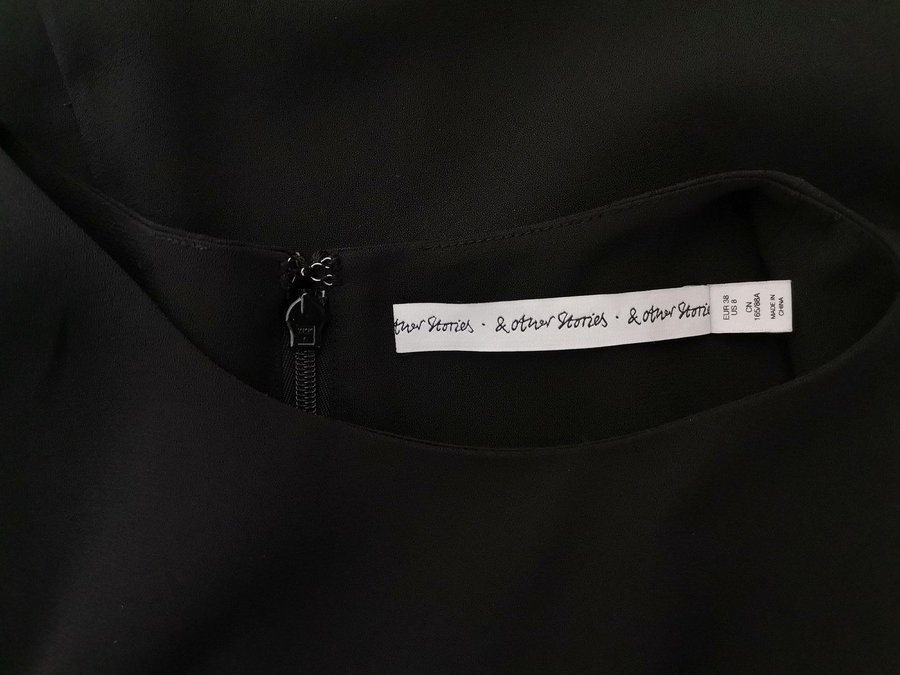 other Stories · & other Stories · & other Storie
EUR 38
US 8
CN
165/88A
MADE IN
CHINA